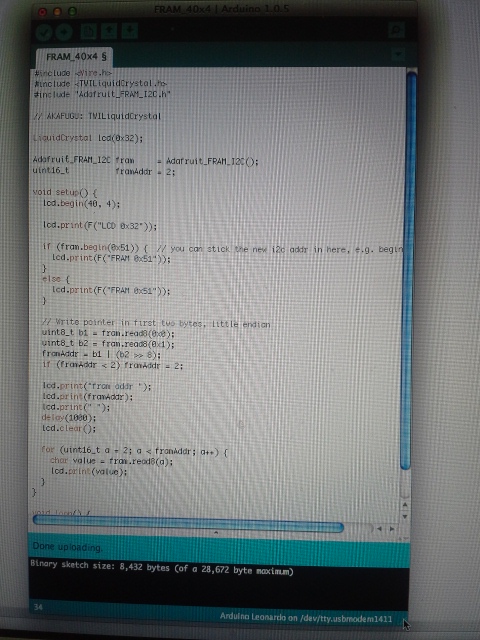 FRAM_40x4 | Arduino 1.0.5
FRAM_40x4 §
#include <Wire.h>
#include <TVILiquidCrystal.h>
#include "Adafruit_FRAM_I2C.h"
// AKAFUGU: TVILiquidCrystal
LiquidCrystal lcd(0x32);
Adafruit_FRAM_I2C fram = Adafruit_FRAM_I2C();
uint16_t framAddr = 2;
void setup() {
lcd.begin(40, 4);
lcd.print(F("LCD 0x32"));
if (fram.begin(0x51)) { // you can stick the new i2c addr in here, e.g. begin
lcd.print(F("FRAM 0x51"));
}
else {
lcd.print(F("FRAM 0x51"));
}
// Write pointer in first two bytes, little endian
uint8_t b1 = fram.read8(0x0);
uint8_t b2 = fram.read8(0x1);
framAddr = b1 | (b2 >> 8);
if (framAddr < 2) framAddr = 2;
lcd.print("fram addr ");
lcd.print(framAddr);
lcd.print(" ");
delay(1000);
lcd.clear();
for (uint16_t a = 2; a < framAddr; a++) {
char value = fram.read8(a);
lcd.print(value);
}
}
void loop() {
Done uploading.
Binary sketch size: 8,432 bytes (of a 28,672 byte maximum)
34
Arduino Leonardo on /dev/tty.usbmodem1411